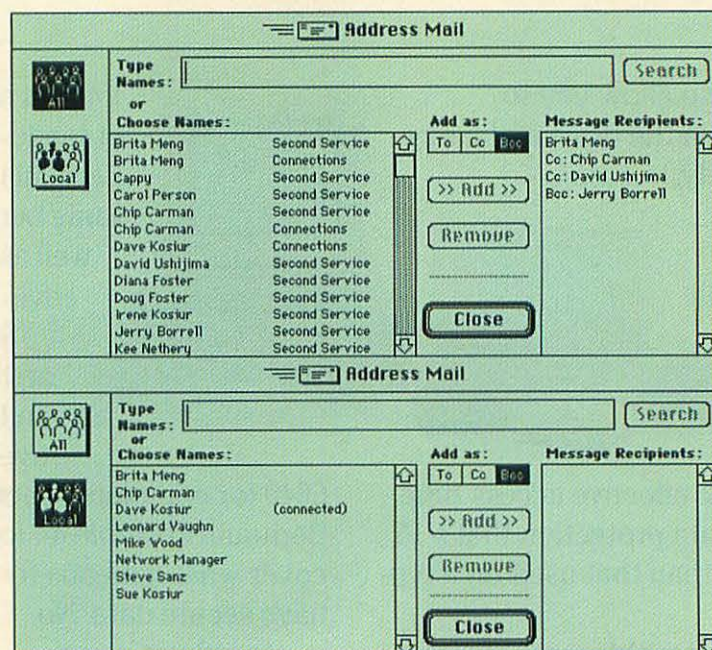 Address Mail
Type Names: Search
All
or
Choose Names: Add as: Message Recipients:
Brita Meng Second Service To Cc Bcc Brita Meng
Brita Meng Connections Cc: Chip Carman
Cappy Second Service Cc: David Ushijima
Carol Person Second Service >> Add >> Bcc: Jerry Borrell
Local
Chip Carman Second Service
Chip Carman Connections Remove
Dave Kosiur Connections
David Ushijima Second Service
Diana Foster Second Service
Doug Foster Second Service
Irene Kosiur Second Service Close
Jerry Borrell Second Service
Kee Nethery Second Service
Address Mail
Type Names: Search
All
or
Choose Names: Add as: Message Recipients:
Brita Meng To Cc Bcc
Chip Carman
Dave Kosiur (connected)
Local
Leonard Vaughn >> Add >>
Mike Wood
Network Manager Remove
Steve Sanz
Sue Kosiur
Close